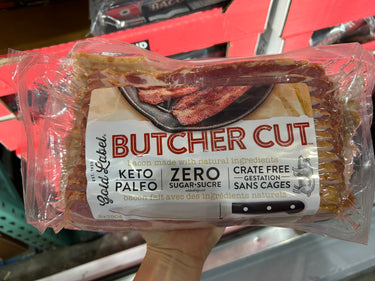 BUTCHER CUT
bacon made with natural ingredients
Gold Label
KETO
PALEO
ZERO
SUGAR·SUCRE
CRATE FREE
GESTATION
SANS CAGES
bacon fait avec des ingrédients naturels